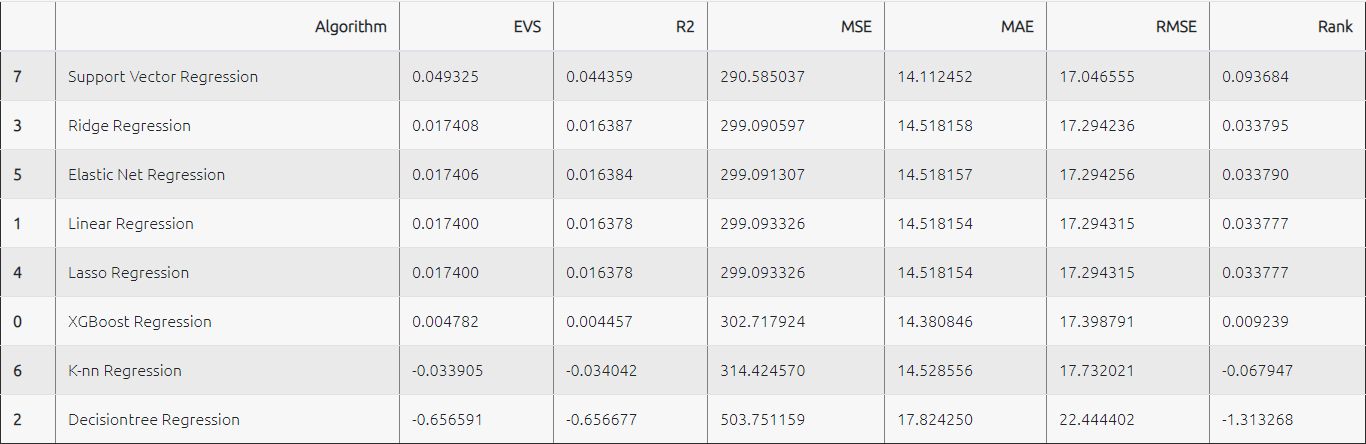 Algorithm EVS R2 MSE MAE RMSE Rank
7 Support Vector Regression 0.049325 0.044359 290.585037 14.112452 17.046555 0.093684
3 Ridge Regression 0.017408 0.016387 299.090597 14.518158 17.294236 0.033795
5 Elastic Net Regression 0.017406 0.016384 299.091307 14.518157 17.294256 0.033790
1 Linear Regression 0.017400 0.016378 299.093326 14.518154 17.294315 0.033777
4 Lasso Regression 0.017400 0.016378 299.093326 14.518154 17.294315 0.033777
0 XGBoost Regression 0.004782 0.004457 302.717924 14.380846 17.398791 0.009239
6 K-nn Regression -0.033905 -0.034042 314.424570 14.528556 17.732021 -0.067947
2 Decisiontree Regression -0.656591 -0.656677 503.751159 17.824250 22.444402 -1.313268